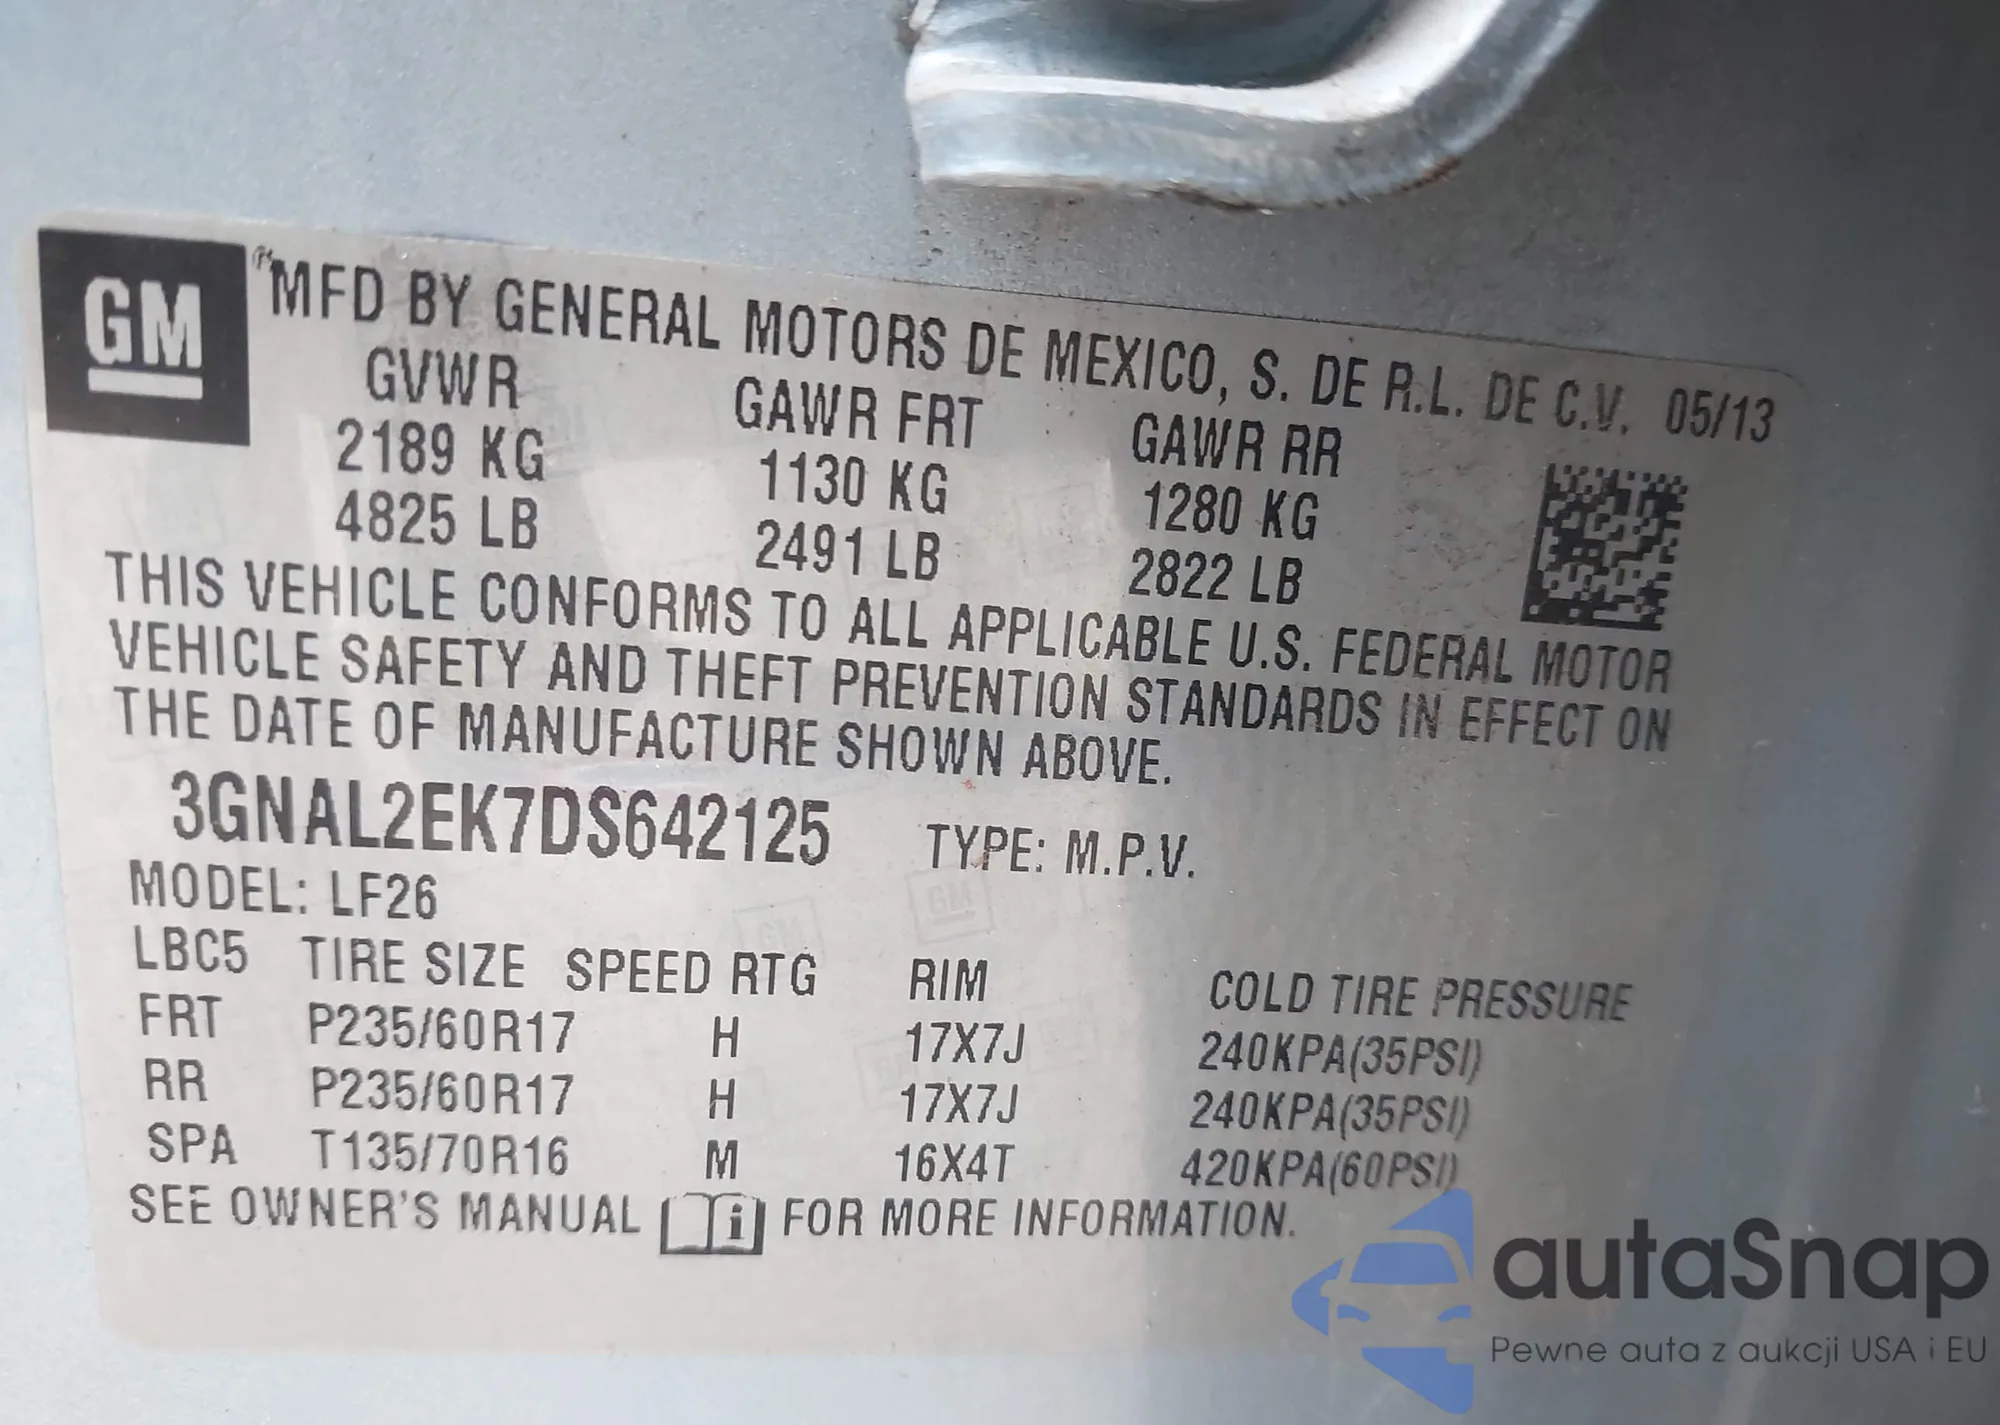 GM
MFD BY GENERAL MOTORS DE MEXICO, S. DE R.L. DE C.V. 05/13
GVWR GAWR FRT GAWR RR
2189 KG 1130 KG 1280 KG
4825 LB 2491 LB 2822 LB
THIS VEHICLE CONFORMS TO ALL APPLICABLE U.S. FEDERAL MOTOR
VEHICLE SAFETY AND THEFT PREVENTION STANDARDS IN EFFECT ON
THE DATE OF MANUFACTURE SHOWN ABOVE.
3GNAL2EK7DS642125 TYPE: M.P.V.
MODEL: LF26
LBC5 TIRE SIZE SPEED RTG RIM COLD TIRE PRESSURE
FRT P235/60R17 H 17X7J 240KPA(35PSI)
RR P235/60R17 H 17X7J 240KPA(35PSI)
SPA T135/70R16 M 16X4T 420KPA(60PSI)
SEE OWNER'S MANUAL i FOR MORE INFORMATION.
autaSnap
Pewne auta z aukcji USA i EU